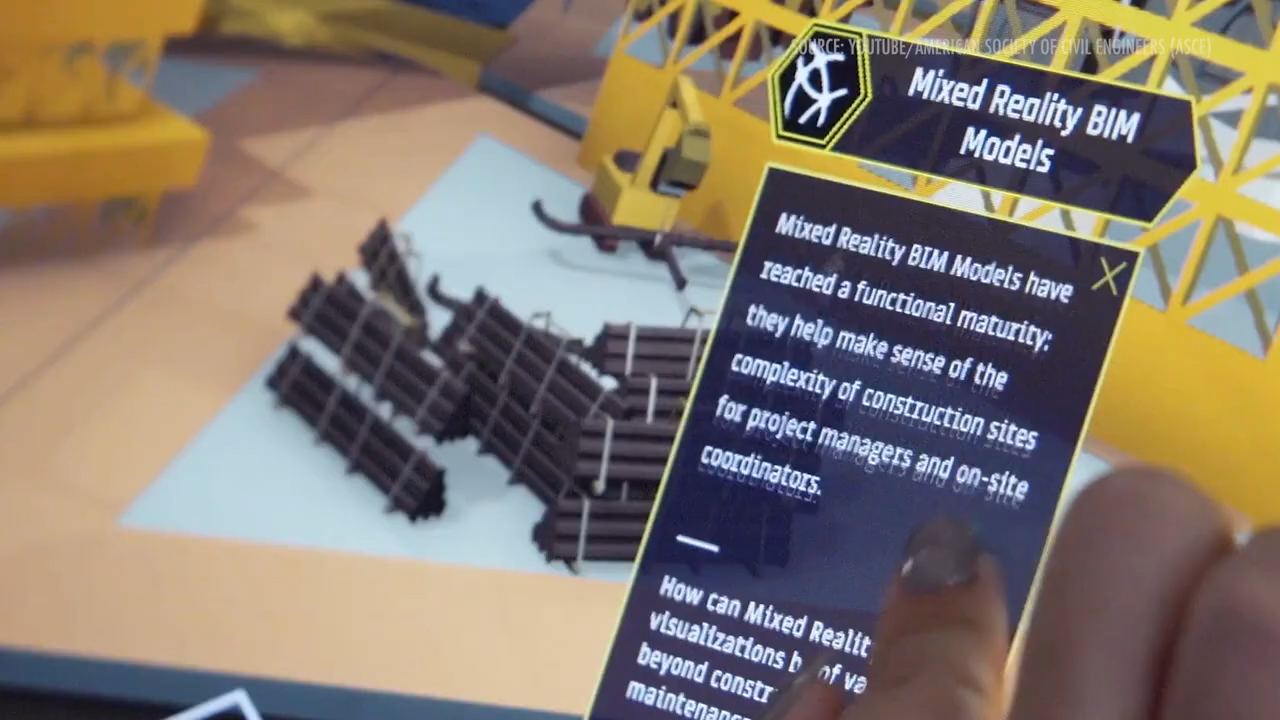 SOURCE: YOUTUBE/AMERICAN SOCIETY OF CIVIL ENGINEERS (ASCE)
Mixed Reality BIM
Models
Mixed Reality BIM Models have
reached a functional maturity:
they help make sense of the
complexity of construction sites
for project managers and on-site
coordinators.
How can Mixed
visualizations
beyond
maintenance